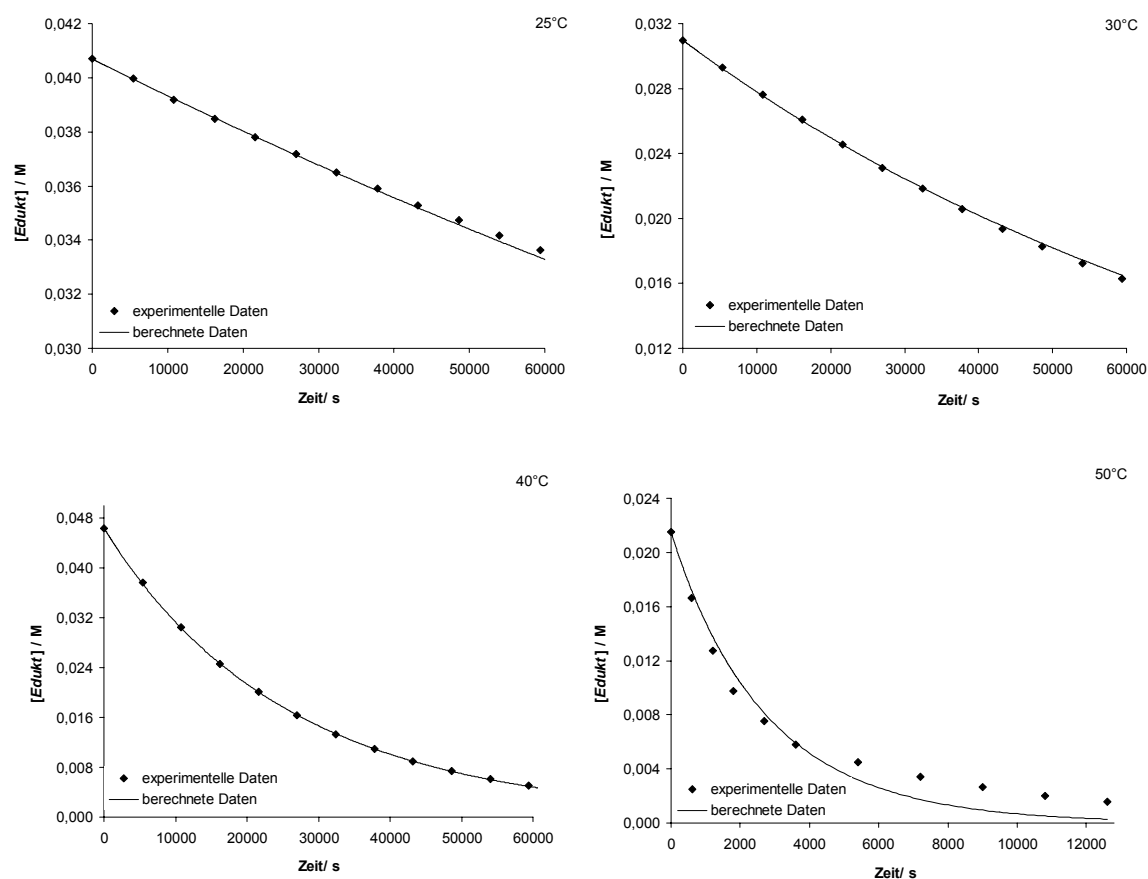 25°C
0,042
0,040
0,038
0,036
0,034
0,032
0,030
[Edukt] / M
experimentelle Daten
berechnete Daten
0 10000 20000 30000 40000 50000 60000
Zeit/ s
30°C
0,032
0,028
0,024
0,020
0,016
0,012
[Edukt] / M
experimentelle Daten
berechnete Daten
0 10000 20000 30000 40000 50000 60000
Zeit/ s
40°C
0,048
0,040
0,032
0,024
0,016
0,008
0,000
[Edukt] / M
experimentelle Daten
berechnete Daten
0 10000 20000 30000 40000 50000 60000
Zeit/ s
50°C
0,024
0,020
0,016
0,012
0,008
0,004
0,000
[Edukt] / M
experimentelle Daten
berechnete Daten
0 2000 4000 6000 8000 10000 12000
Zeit/ s